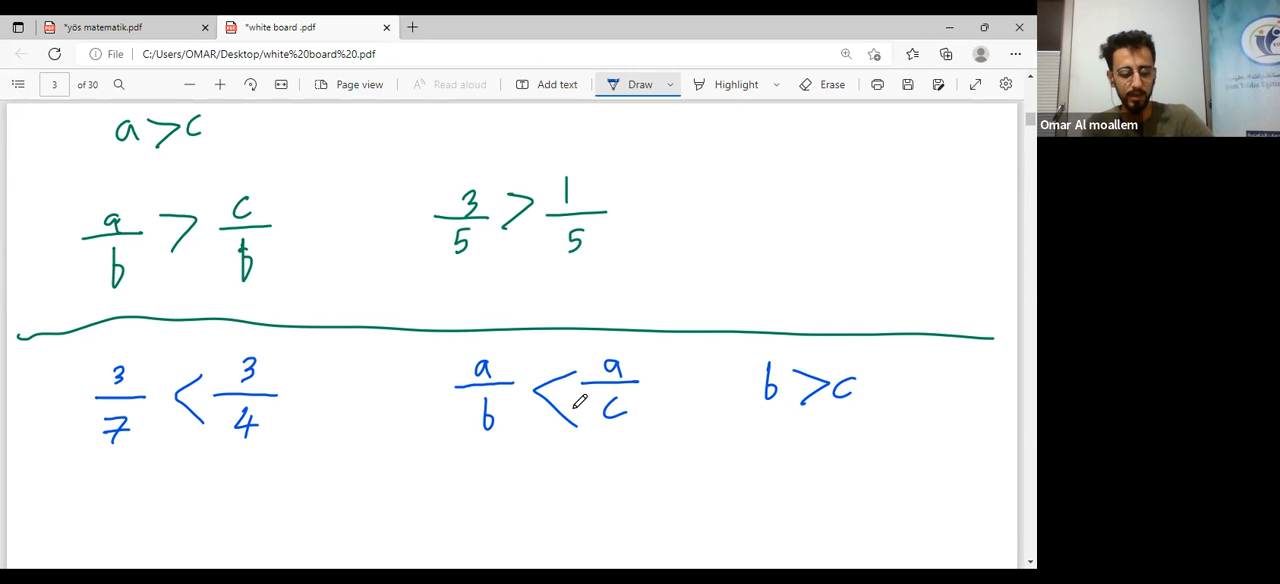 *yös matematik.pdf
*white board .pdf
File C:/Users/OMAR/Desktop/white%20board%20.pdf
3 of 30 Page view Read aloud Add text Draw Highlight Erase
Omar Al moallem
a > c
a/b > c/b 3/5 > 1/5
3/7 < 3/4 a/b < a/c b > c